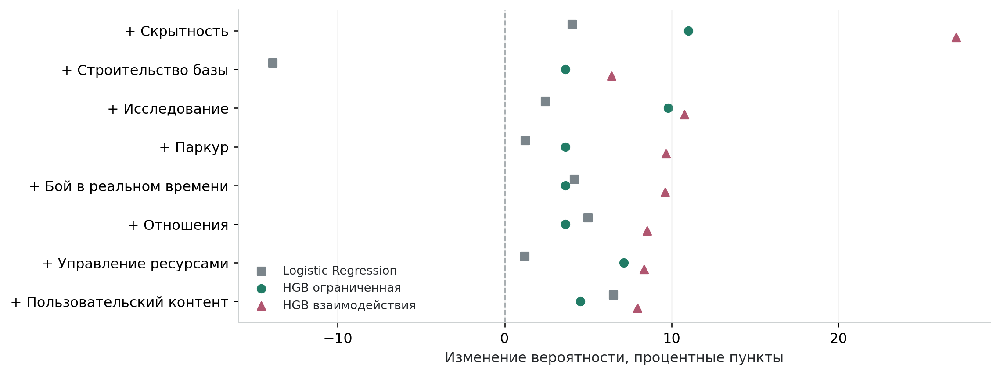 + Скрытность
+ Строительство базы
+ Исследование
+ Паркур
+ Бой в реальном времени
+ Отношения
+ Управление ресурсами
+ Пользовательский контент
Logistic Regression
HGB ограниченная
HGB взаимодействия
−10 0 10 20
Изменение вероятности, процентные пункты